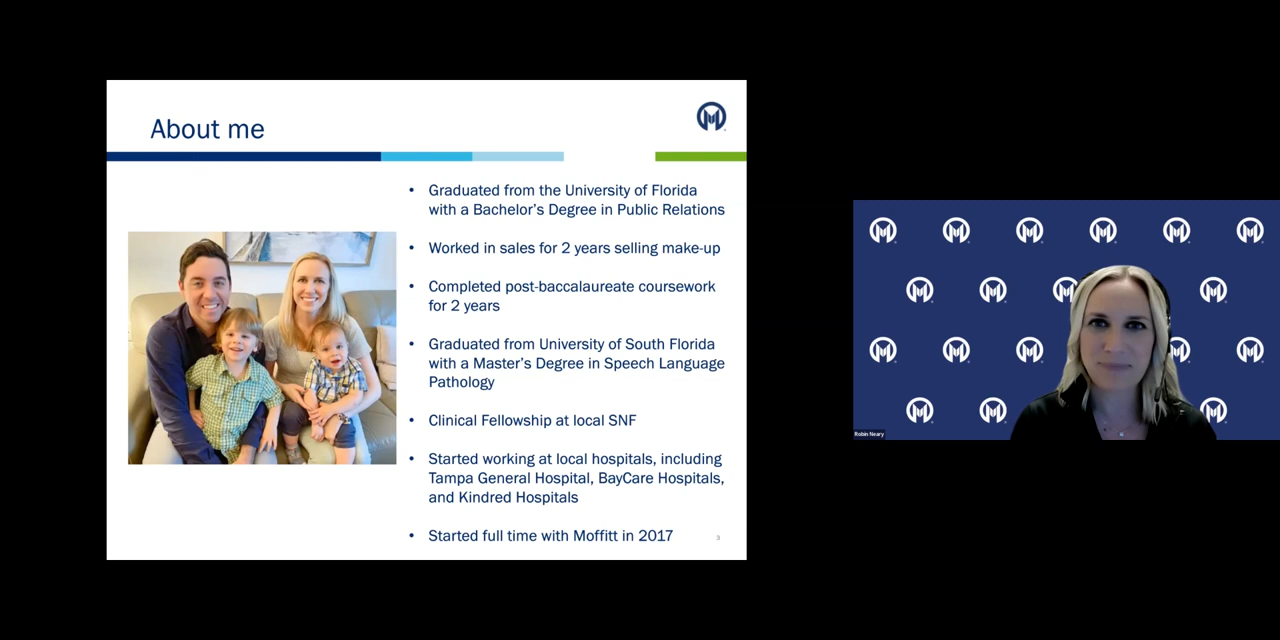 About me
• Graduated from the University of Florida
with a Bachelor's Degree in Public Relations
• Worked in sales for 2 years selling make-up
• Completed post-baccalaureate coursework
for 2 years
• Graduated from University of South Florida
with a Master's Degree in Speech Language
Pathology
• Clinical Fellowship at local SNF
• Started working at local hospitals, including
Tampa General Hospital, BayCare Hospitals,
and Kindred Hospitals
• Started full time with Moffitt in 2017
3
Robin Neary